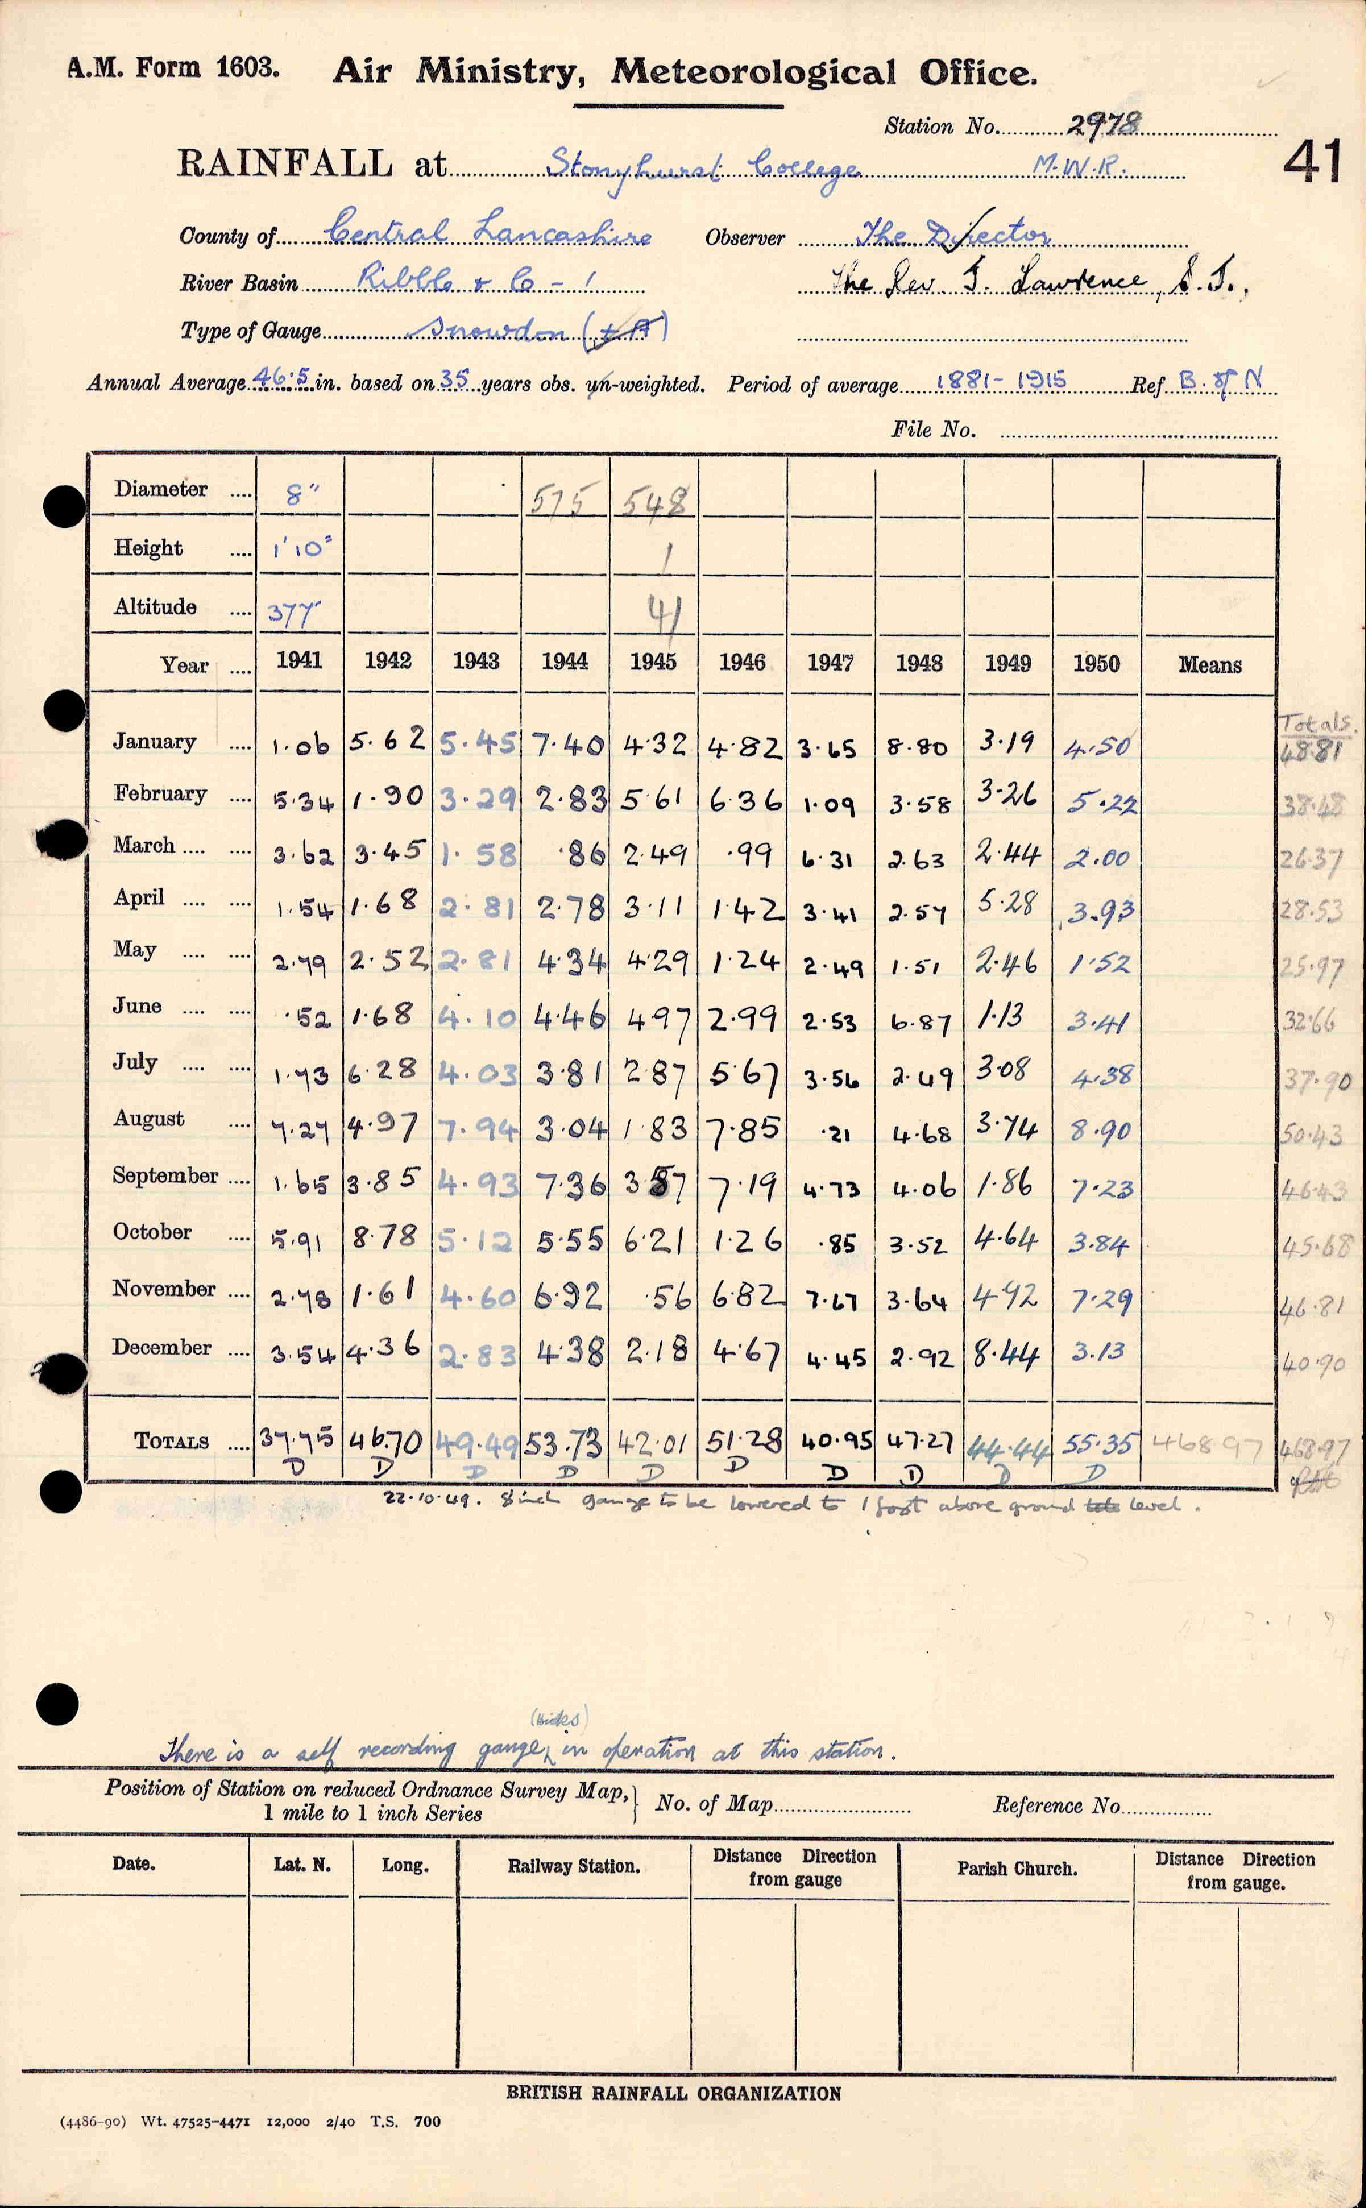 A.M. Form 1603. Air Ministry, Meteorological Office.
Station No. 2978
RAINFALL at Stonyhurst College M.W.R. 41
County of Central Lancashire Observer The Director
River Basin Ribble & C - 1 The Rev F. Lawrence, S.J.,
Type of Gauge Snowdon (+A)
Annual Average 46.5 in. based on 35 years obs. un-weighted. Period of average 1881-1915 Ref B. of N
File No.
Diameter .... 8" 575 548
Height .... 1'10" 1
Altitude .... 377' 41
Year .... 1941 1942 1943 1944 1945 1946 1947 1948 1949 1950 Means
Totals.
January .... 1.06 5.62 5.45 7.40 4.32 4.82 3.65 8.80 3.19 4.50 48.81
February .... 5.34 1.90 3.29 2.83 5.61 6.36 1.09 3.58 3.26 5.22 38.48
March .... .... 3.62 3.45 1.58 .86 2.49 .99 6.31 2.63 2.44 2.00 26.37
April .... .... 1.54 1.68 2.81 2.78 3.11 1.42 3.41 2.57 5.28 3.93 28.53
May .... .... 2.79 2.52 2.81 4.34 4.29 1.24 2.49 1.51 2.46 1.52 25.97
June .... .... .52 1.68 4.10 4.46 4.97 2.99 2.53 6.87 1.13 3.41 32.66
July .... .... 1.73 6.28 4.03 3.81 2.87 5.67 3.56 2.49 3.08 4.38 37.90
August .... 7.27 4.97 7.94 3.04 1.83 7.85 .21 4.68 3.74 8.90 50.43
September .... 1.65 3.85 4.93 7.36 3.57 7.19 4.73 4.06 1.86 7.23 46.43
October .... 5.91 8.78 5.12 5.55 6.21 1.26 .85 3.52 4.64 3.84 45.68
November .... 2.78 1.61 4.60 6.92 .56 6.82 7.67 3.64 4.92 7.29 46.81
December .... 3.54 4.36 2.83 4.38 2.18 4.67 4.45 2.92 8.44 3.13 40.90
TOTALS .... 37.75 46.70 49.49 53.73 42.01 51.28 40.95 47.27 44.44 55.35 468.97 468.97
D D D D D D D D D D
22.10.49. 8 inch gauge to be lowered to 1 foot above ground level.
(Hicks)
There is a self recording gauge in operation at this station.
Position of Station on reduced Ordnance Survey Map, No. of Map Reference No.
1 mile to 1 inch Series
Date. Lat. N. Long. Railway Station. Distance Direction from gauge Parish Church. Distance Direction from gauge.
BRITISH RAINFALL ORGANIZATION
(4486-90) Wt. 47525-4471 12,000 2/40 T.S. 700